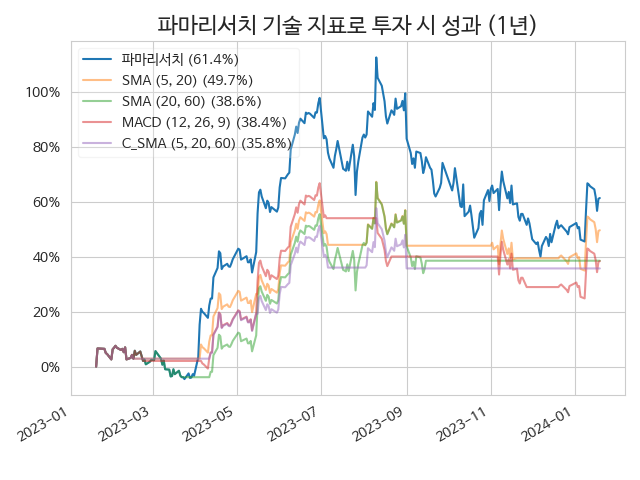 파마리서치 기술 지표로 투자 시 성과 (1년)
파마리서치 (61.4%)
SMA (5, 20) (49.7%)
SMA (20, 60) (38.6%)
MACD (12, 26, 9) (38.4%)
C_SMA (5, 20, 60) (35.8%)
100%
80%
60%
40%
20%
0%
2023-01
2023-03
2023-05
2023-07
2023-09
2023-11
2024-01